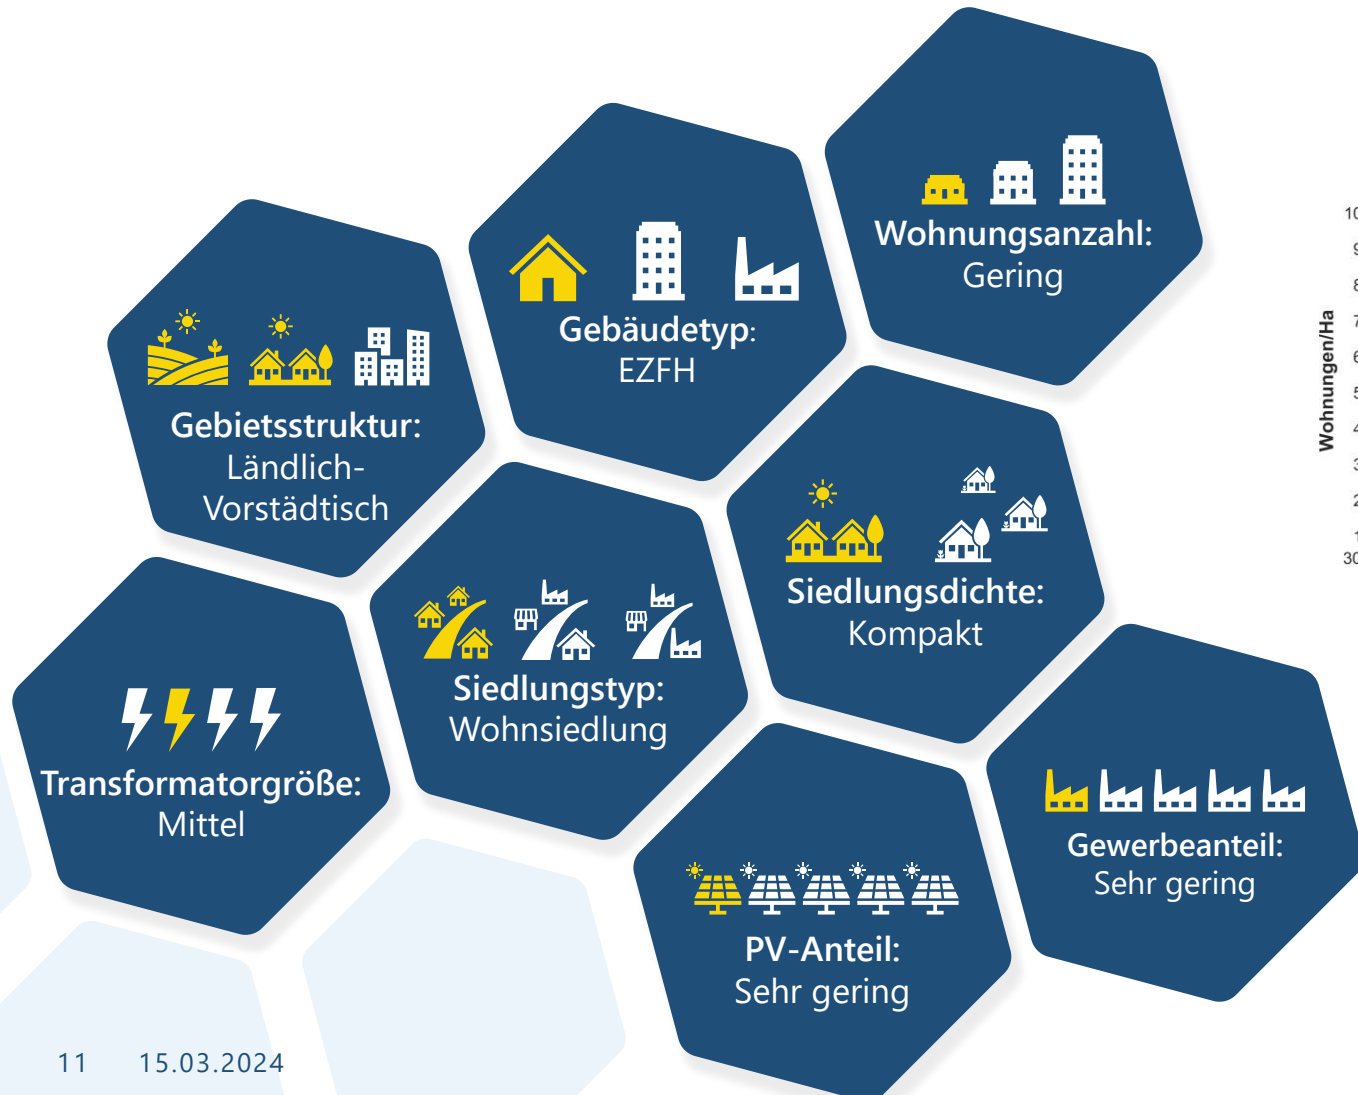 Wohnungsanzahl:
Gering
Gebäudetyp:
EZFH
Gebietsstruktur:
Ländlich-
Vorstädtisch
Siedlungsdichte:
Kompakt
Siedlungstyp:
Wohnsiedlung
Transformatorgröße:
Mittel
Gewerbeanteil:
Sehr gering
PV-Anteil:
Sehr gering
Wohnungen/Ha
11 15.03.2024